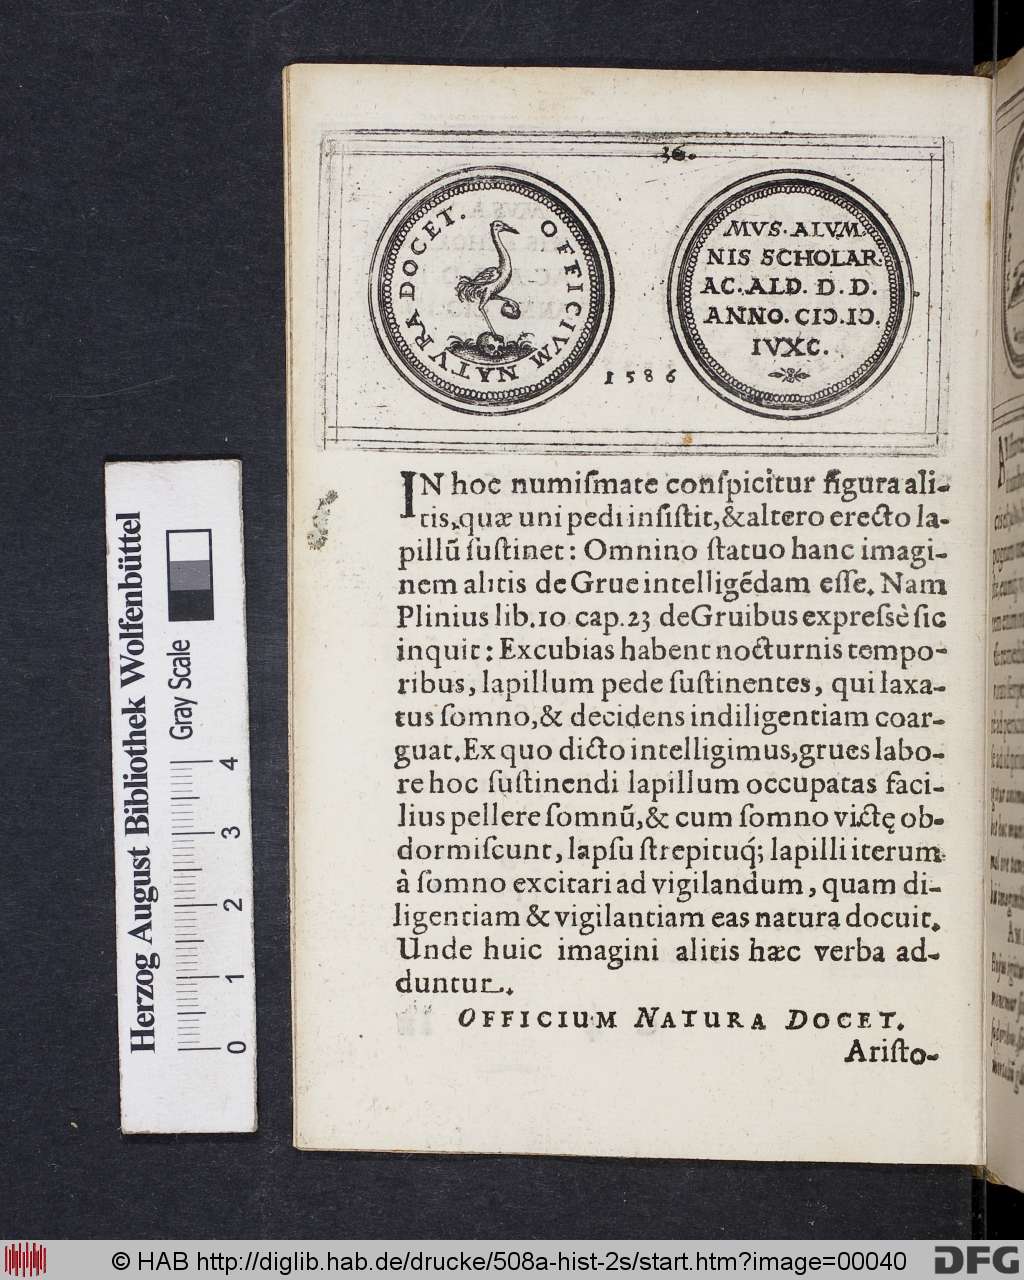 36.
OFFICIUM NATVRA DOCET.
MVS. ALVM
NIS SCHOLAR.
AC. ALD. D. D.
ANNO. CIↃ.IↃ.
IVXC.
1586
IN hoc numiſmate conſpicitur figura ali-
tis, quæ uni pedi inſiſtit, & altero erecto la-
pillū ſuſtinet: Omnino ſtatuo hanc imagi-
nem alitis de Grue intelligēdam eſſe. Nam
Plinius lib. 10 cap. 23 de Gruibus expreſsè ſic
inquit: Excubias habent nocturnis tempo-
ribus, lapillum pede ſuſtinentes, qui laxa-
tus ſomno, & decidens indiligentiam coar-
guat. Ex quo dicto intelligimus, grues labo-
re hoc ſuſtinendi lapillum occupatas faci-
lius pellere ſomnū, & cum ſomno victę ob-
dormiſcunt, lapſu ſtrepituq́; lapilli iterum
à ſomno excitari ad vigilandum, quam di-
ligentiam & vigilantiam eas natura docuit.
Unde huic imagini alitis hæc verba ad-
duntur.
OFFICIUM NATURA DOCET.
Ariſto-
Herzog August Bibliothek Wolfenbüttel
Gray Scale
0 1 2 3 4
© HAB http://diglib.hab.de/drucke/508a-hist-2s/start.htm?image=00040
DFG